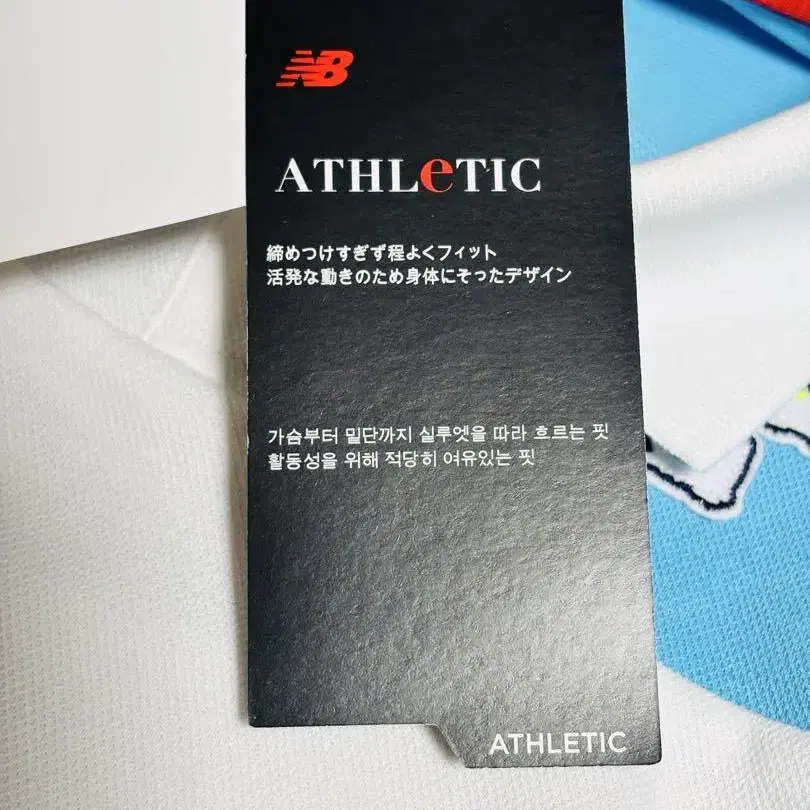 NB
ATHLeTIC
締めつけすぎず程よくフィット
活発な動きのため身体にそったデザイン
가슴부터 밑단까지 실루엣을 따라 흐르는 핏
활동성을 위해 적당히 여유있는 핏
ATHLETIC